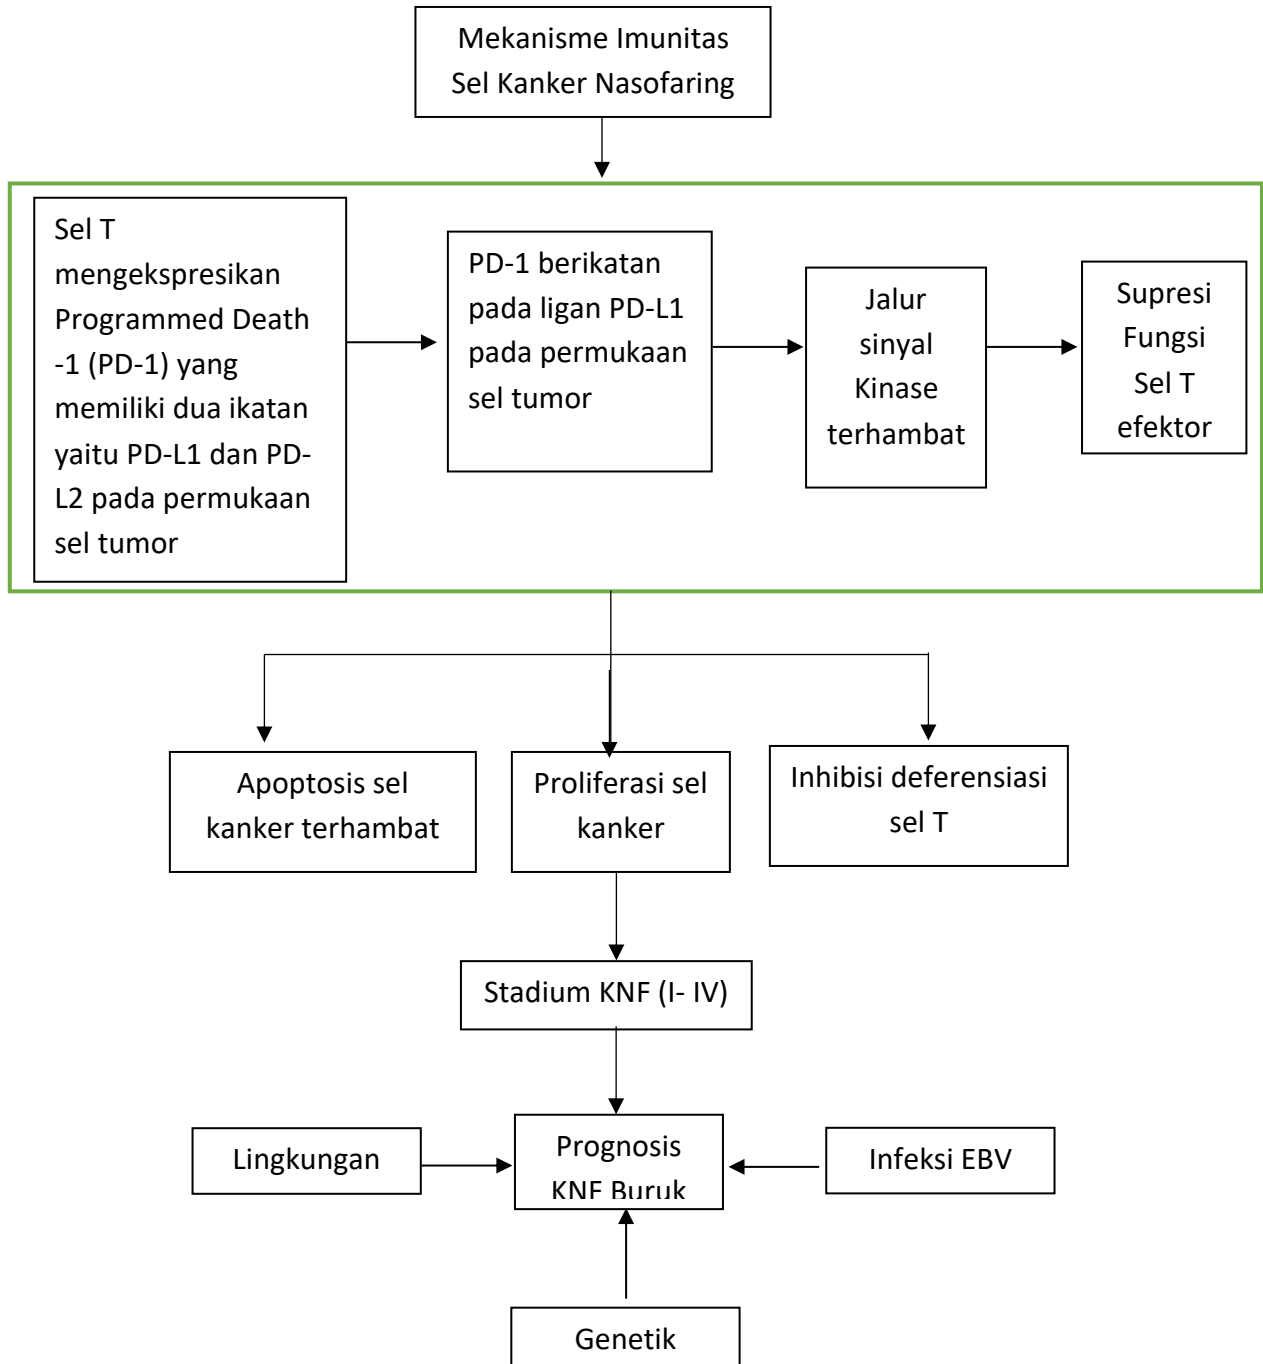 Mekanisme Imunitas
Sel Kanker Nasofaring
Sel T
mengekspresikan
Programmed Death
-1 (PD-1) yang
memiliki dua ikatan
yaitu PD-L1 dan PD-
L2 pada permukaan
sel tumor
PD-1 berikatan
pada ligan PD-L1
pada permukaan
sel tumor
Jalur
sinyal
Kinase
terhambat
Supresi
Fungsi
Sel T
efektor
Apoptosis sel
kanker terhambat
Proliferasi sel
kanker
Inhibisi deferensiasi
sel T
Stadium KNF (I- IV)
Lingkungan
Prognosis
KNF Buruk
Infeksi EBV
Genetik